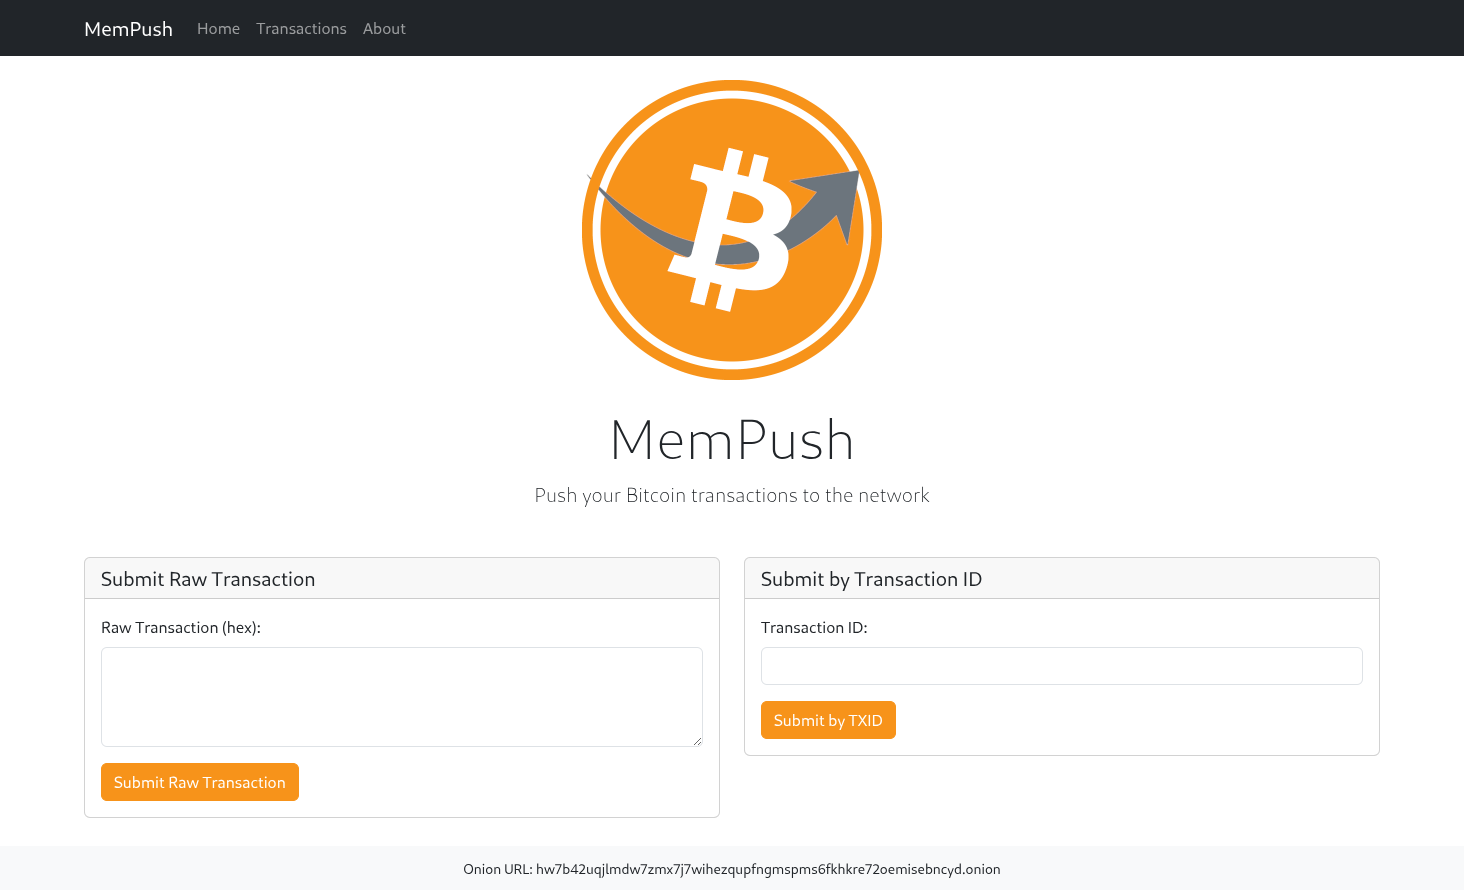 MemPush Home Transactions About
MemPush
Push your Bitcoin transactions to the network
Submit Raw Transaction
Raw Transaction (hex):
Submit Raw Transaction
Submit by Transaction ID
Transaction ID:
Submit by TXID
Onion URL: hw7b42uqjlmdw7zmx7j7wihezqupfngmspms6fkhkre72oemisebncyd.onion